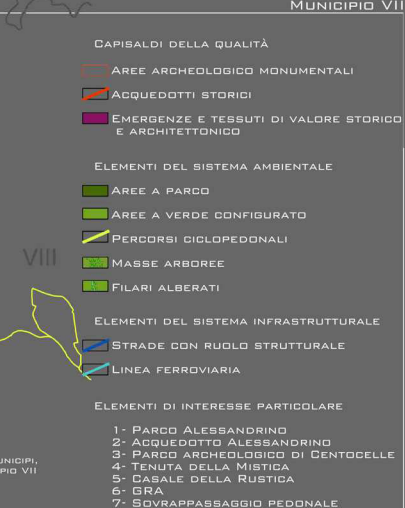 MUNICIPIO VII
CAPISALDI DELLA QUALITÀ
AREE ARCHEOLOGICO MONUMENTALI
ACQUEDOTTI STORICI
EMERGENZE E TESSUTI DI VALORE STORICO
E ARCHITETTONICO
ELEMENTI DEL SISTEMA AMBIENTALE
AREE A PARCO
AREE A VERDE CONFIGURATO
PERCORSI CICLOPEDONALI
VIII
MASSE ARBOREE
FILARI ALBERATI
ELEMENTI DEL SISTEMA INFRASTRUTTURALE
STRADE CON RUOLO STRUTTURALE
LINEA FERROVIARIA
ELEMENTI DI INTERESSE PARTICOLARE
1- PARCO ALESSANDRINO
2- ACQUEDOTTO ALESSANDRINO
3- PARCO ARCHEOLOGICO DI CENTOCELLE
4- TENUTA DELLA MISTICA
5- CASALE DELLA RUSTICA
6- GRA
7- SOVRAPPASSAGGIO PEDONALE
UNICIPI,
PIO VII